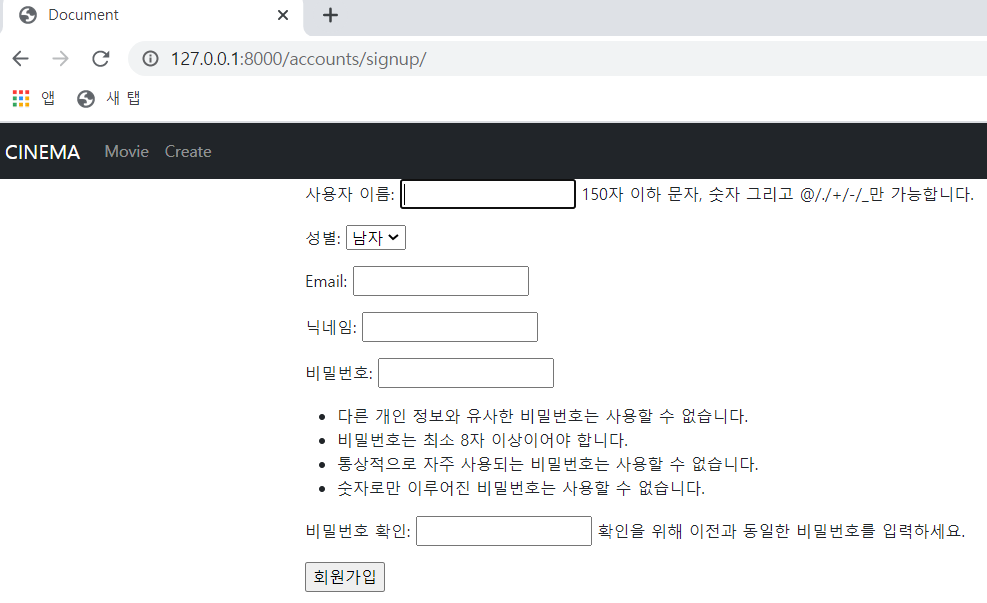 Document
127.0.0.1:8000/accounts/signup/
앱 새 탭
CINEMA Movie Create
사용자 이름: 150자 이하 문자, 숫자 그리고 @/./+/-/_만 가능합니다.
성별: 남자
Email:
닉네임:
비밀번호:
다른 개인 정보와 유사한 비밀번호는 사용할 수 없습니다.
비밀번호는 최소 8자 이상이어야 합니다.
통상적으로 자주 사용되는 비밀번호는 사용할 수 없습니다.
숫자로만 이루어진 비밀번호는 사용할 수 없습니다.
비밀번호 확인: 확인을 위해 이전과 동일한 비밀번호를 입력하세요.
회원가입